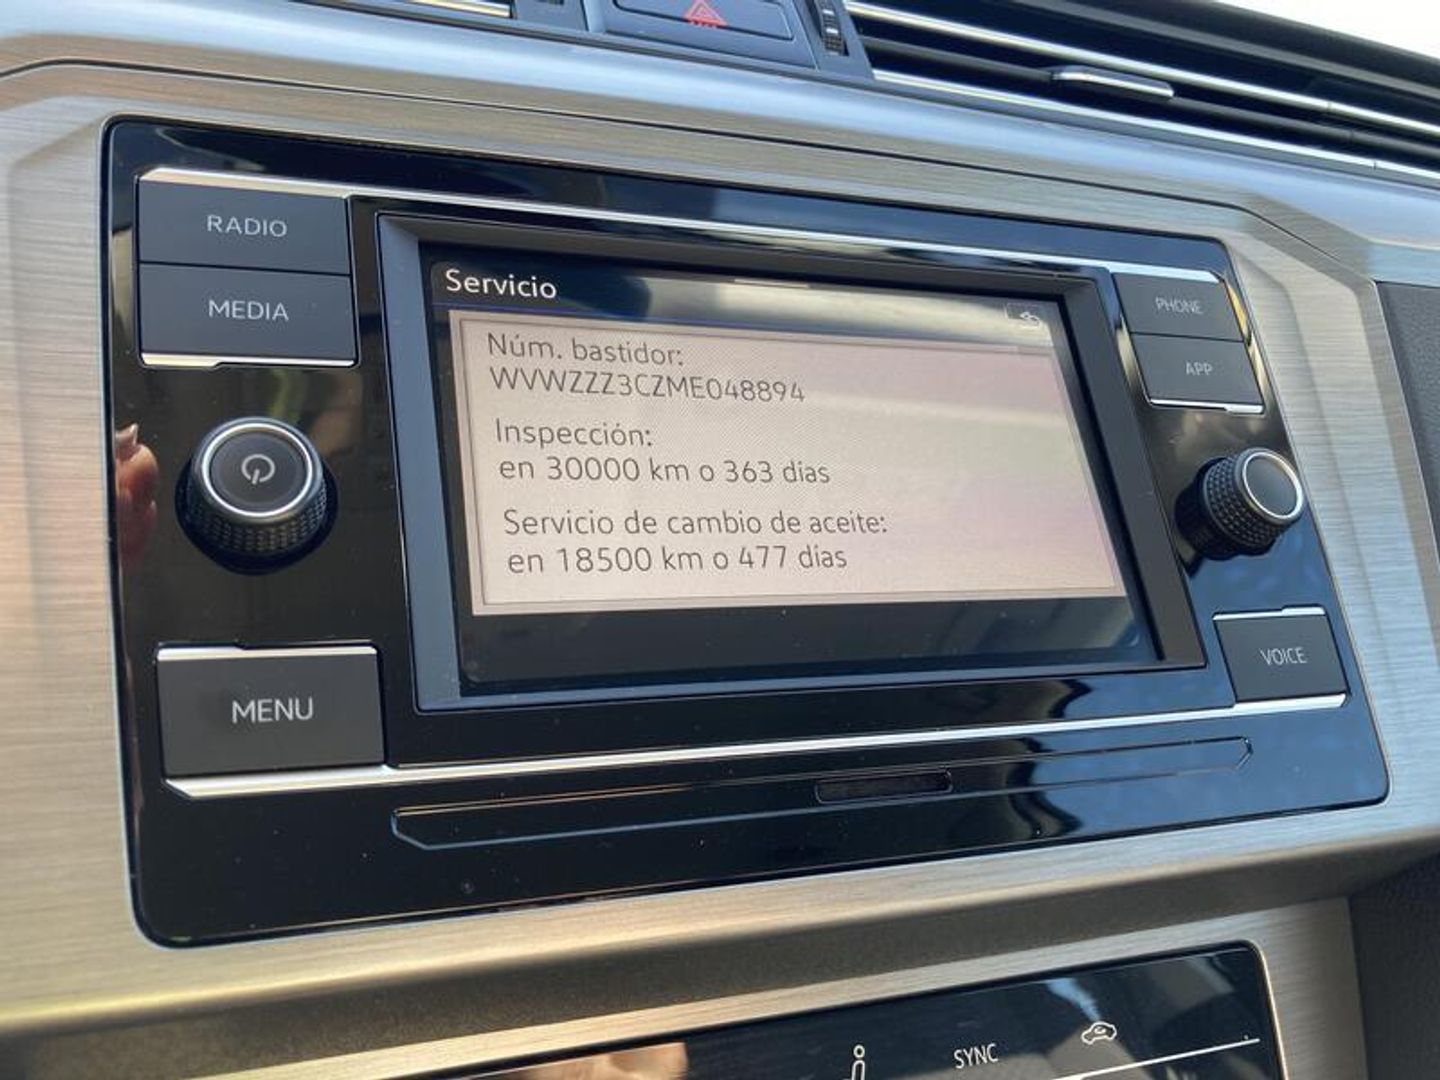 RADIO
MEDIA
MENU
Servicio
Núm. bastidor:
WVWZZZ3CZME048894
Inspección:
en 30000 km o 363 días
Servicio de cambio de aceite:
en 18500 km o 477 días
PHONE
APP
VOICE
SYNC